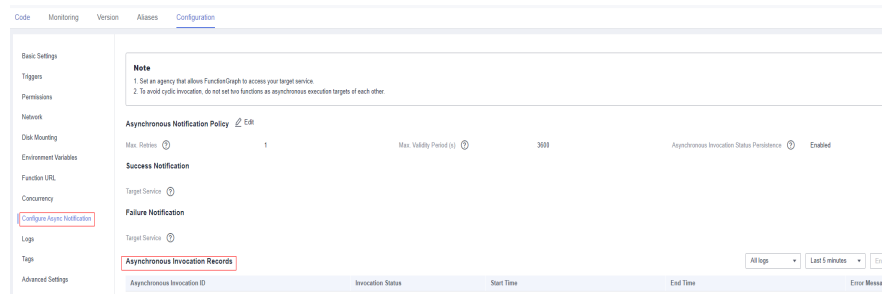 Code Monitoring Version Aliases Configuration
Basic Settings
Triggers
Permissions
Network
Disk Mounting
Environment Variables
Function URL
Concurrency
Configure Async Notification
Logs
Tags
Advanced Settings
Note
1. Set an agency that allows FunctionGraph to access your target service.
2. To avoid cyclic invocation, do not set two functions as asynchronous execution targets of each other.
Asynchronous Notification Policy Edit
Max. Retries ? 1 Max. Validity Period (s) ? 3600 Asynchronous Invocation Status Persistence ? Enabled
Success Notification
Target Service ?
Failure Notification
Target Service ?
Asynchronous Invocation Records All logs Last 5 minutes
Asynchronous Invocation ID Invocation Status Start Time End Time Error Messa